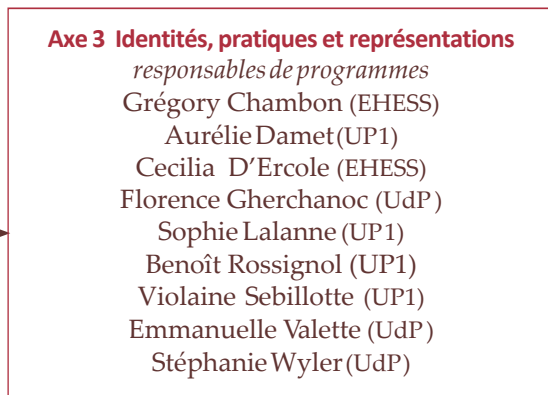 Axe 3 Identités, pratiques et représentations
responsables de programmes
Grégory Chambon (EHESS)
Aurélie Damet (UP1)
Cecilia D'Ercole (EHESS)
Florence Gherchanoc (UdP)
Sophie Lalanne (UP1)
Benoît Rossignol (UP1)
Violaine Sebillotte (UP1)
Emmanuelle Valette (UdP)
Stéphanie Wyler (UdP)